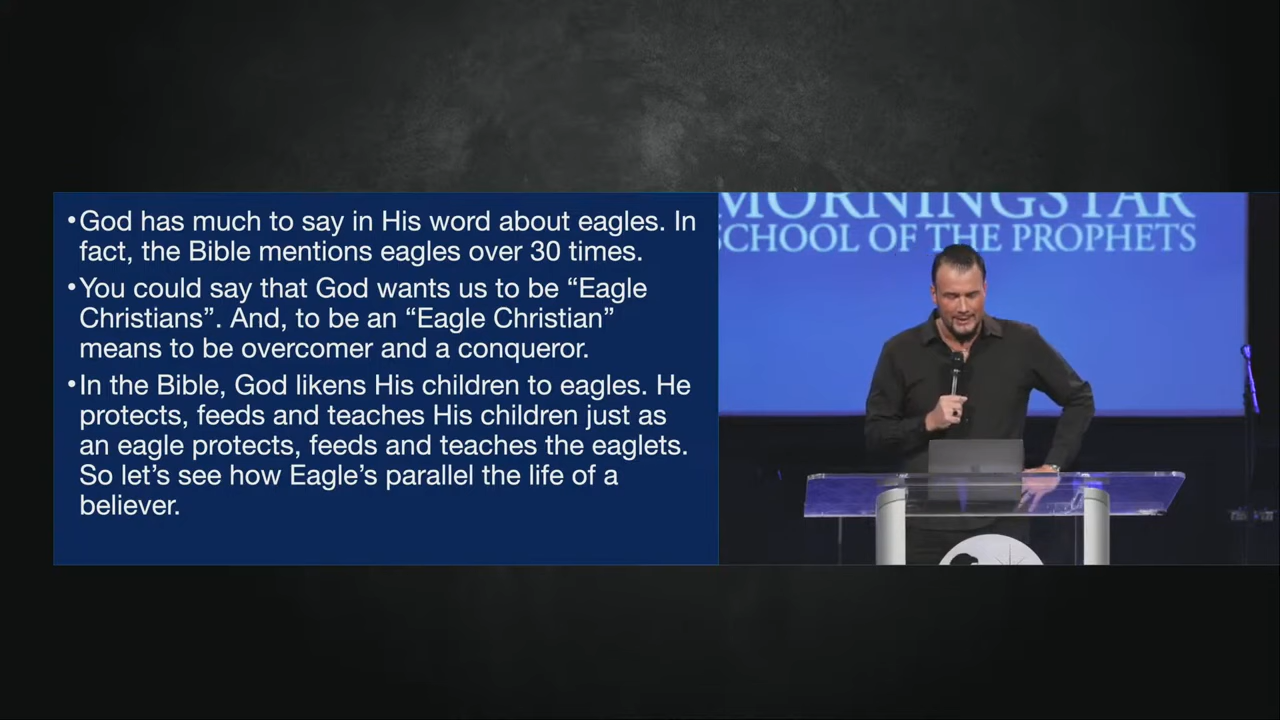 •God has much to say in His word about eagles. In
fact, the Bible mentions eagles over 30 times.
•You could say that God wants us to be “Eagle
Christians”. And, to be an “Eagle Christian”
means to be overcomer and a conqueror.
•In the Bible, God likens His children to eagles. He
protects, feeds and teaches His children just as
an eagle protects, feeds and teaches the eaglets.
So let’s see how Eagle’s parallel the life of a
believer.
MORNINGSTAR
SCHOOL OF THE PROPHETS